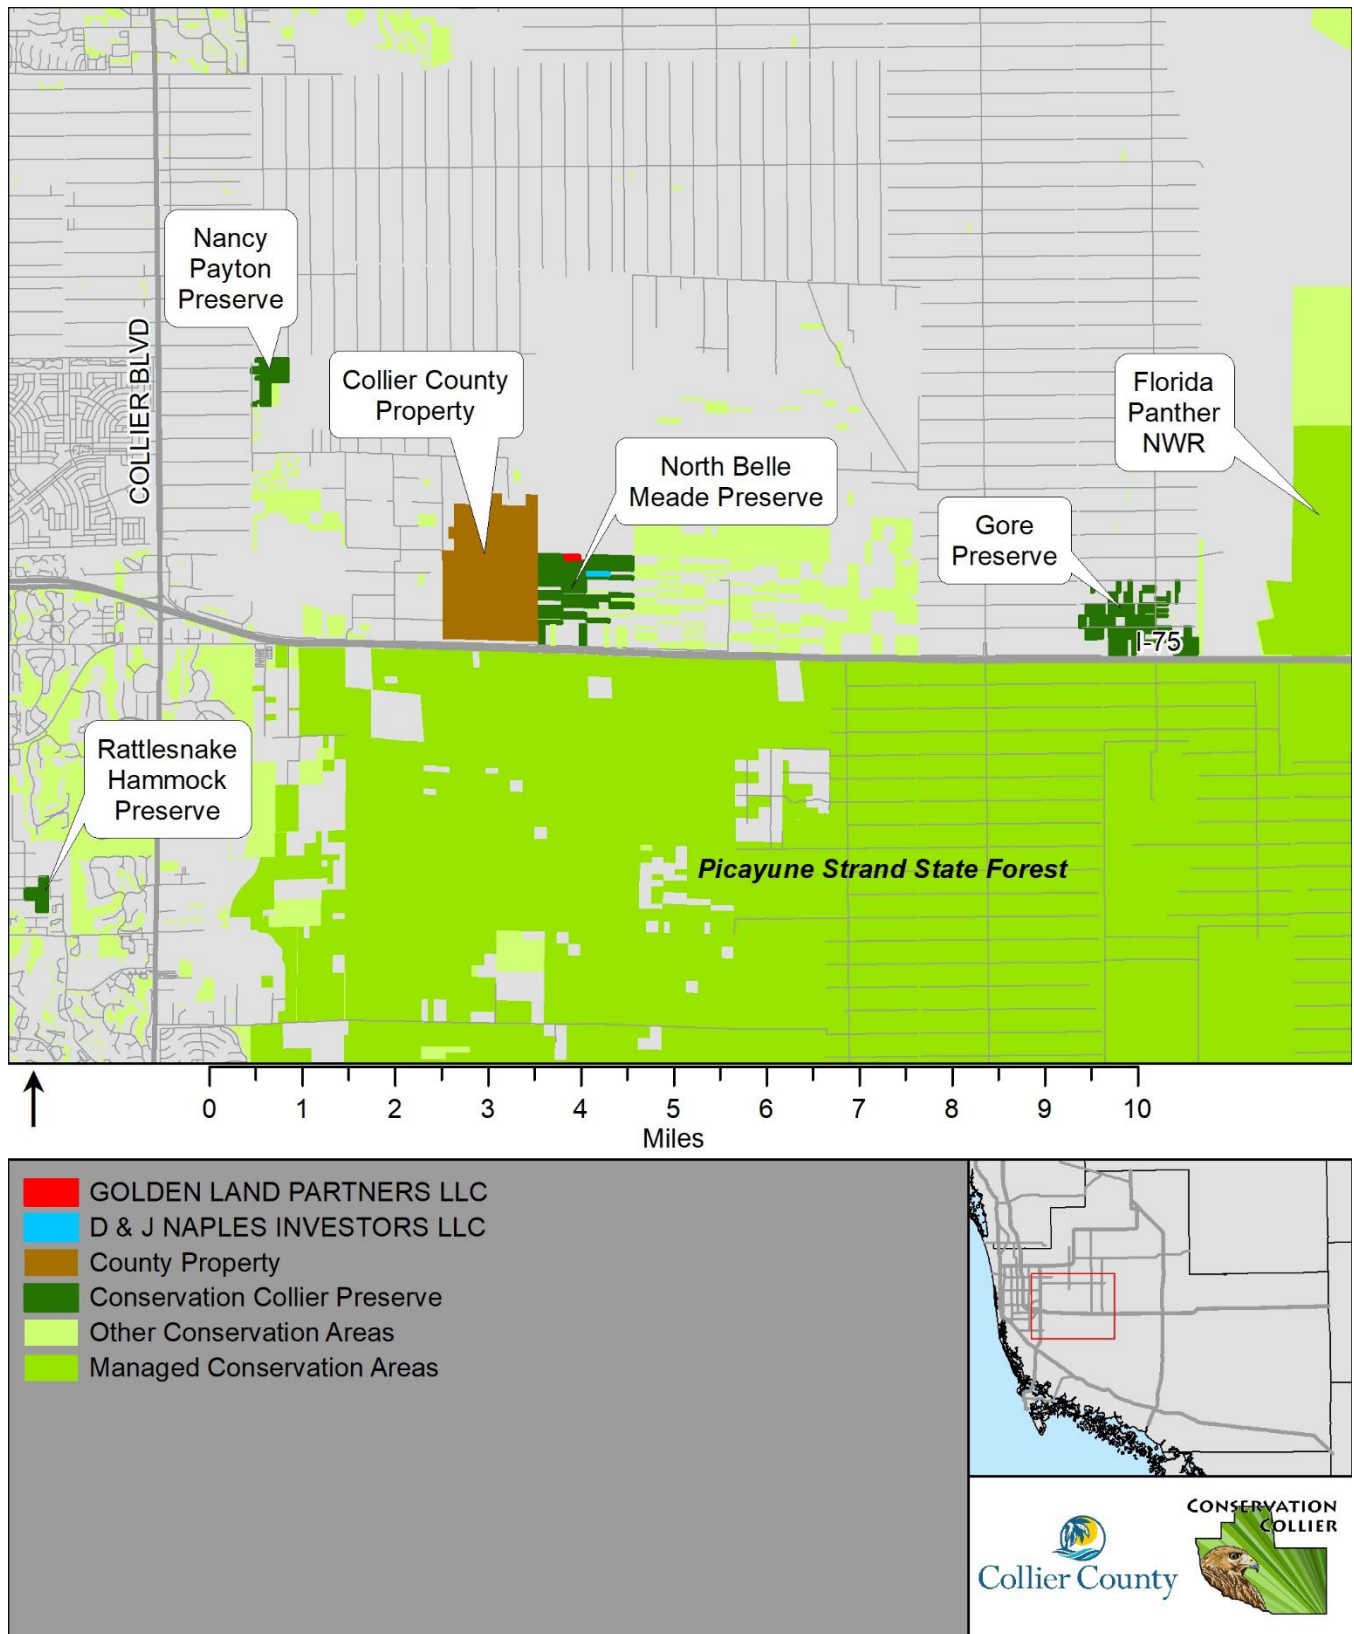 Nancy
Payton
Preserve
COLLIER BLVD
Collier County
Property
Florida
Panther
NWR
North Belle
Meade Preserve
Gore
Preserve
I-75
Rattlesnake
Hammock
Preserve
Picayune Strand State Forest
0 1 2 3 4 5 6 7 8 9 10
Miles
GOLDEN LAND PARTNERS LLC
D & J NAPLES INVESTORS LLC
County Property
Conservation Collier Preserve
Other Conservation Areas
Managed Conservation Areas
CONSERVATION
COLLIER
Collier County